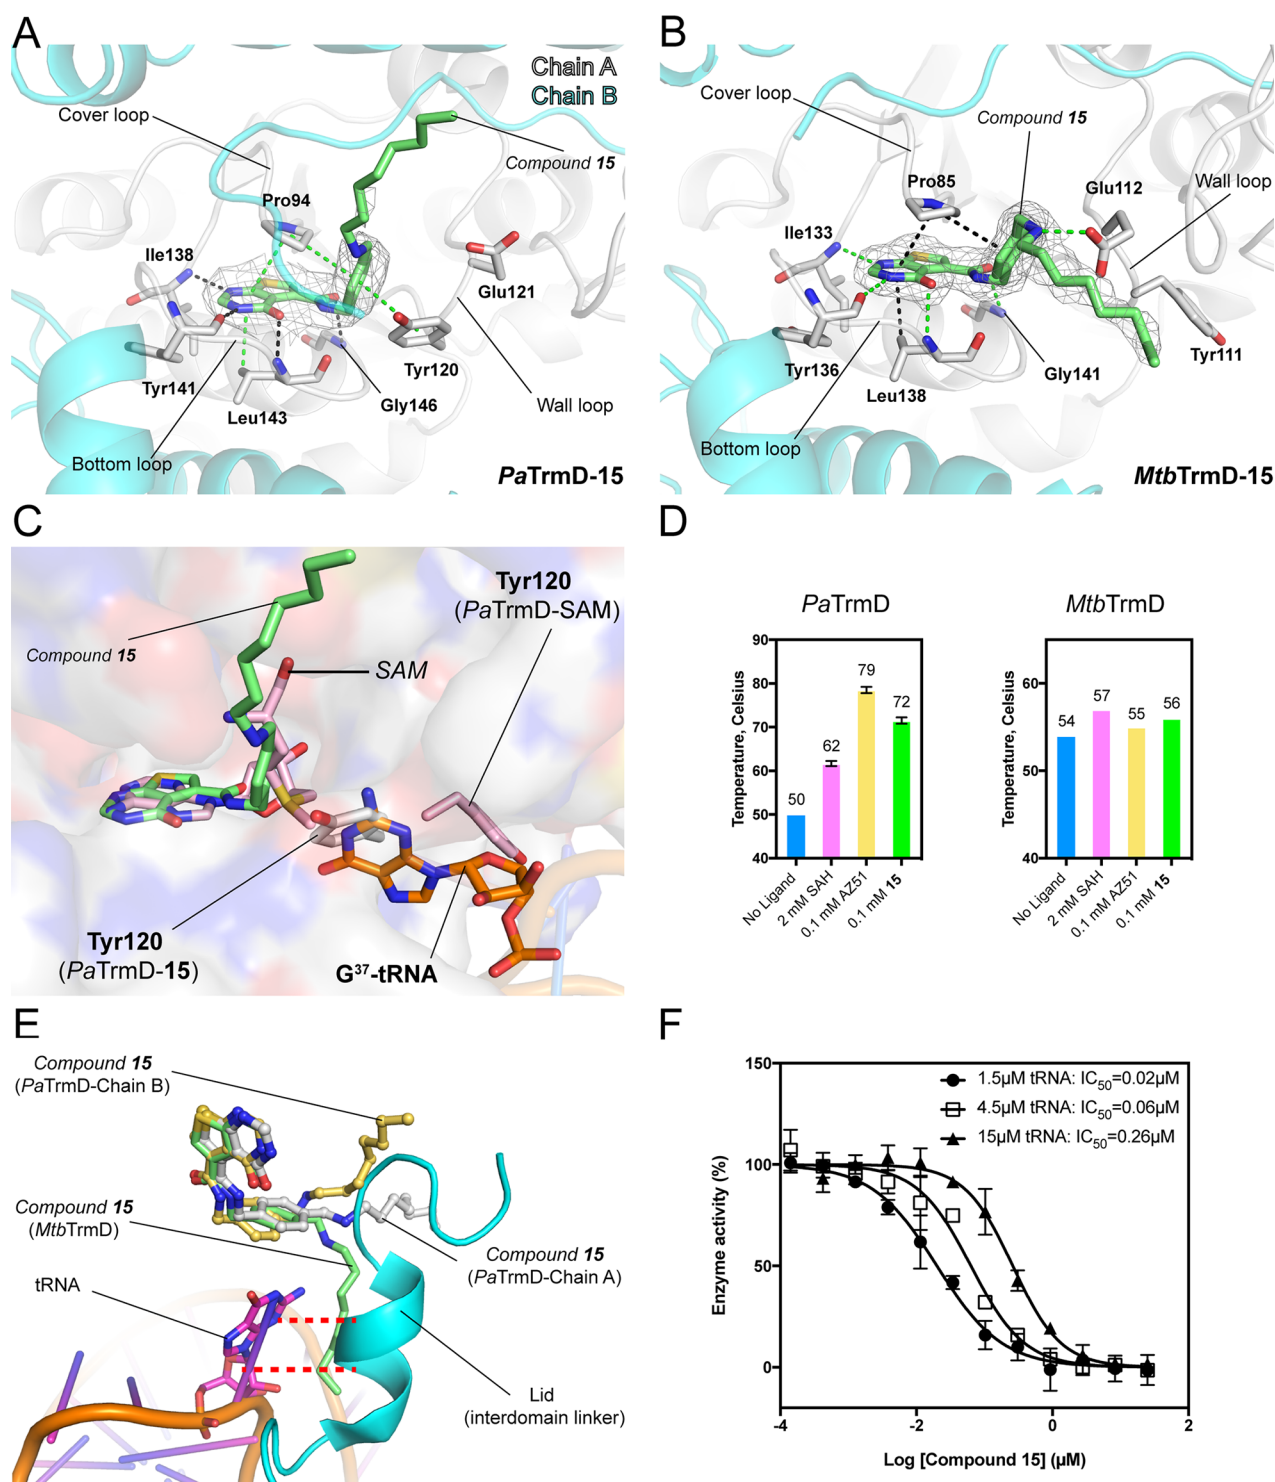 A
Chain A
Chain B
Cover loop
Compound 15
Pro94
Ile138
Glu121
Tyr141
Tyr120
Leu143
Gly146
Wall loop
Bottom loop
PaTrmD-15
B
Cover loop
Compound 15
Pro85
Glu112
Wall loop
Ile133
Tyr136
Tyr111
Gly141
Leu138
Bottom loop
MtbTrmD-15
C
Tyr120
(PaTrmD-SAM)
Compound 15
SAM
Tyr120
(PaTrmD-15)
G³⁷-tRNA
D
PaTrmD
Temperature, Celsius
90
80
70
60
50
40
50
62
79
72
No Ligand
2 mM SAH
0.1 mM AZ51
0.1 mM 15
MtbTrmD
Temperature, Celsius
60
50
40
54
57
55
56
No Ligand
2 mM SAH
0.1 mM AZ51
0.1 mM 15
E
Compound 15
(PaTrmD-Chain B)
Compound 15
(MtbTrmD)
Compound 15
(PaTrmD-Chain A)
tRNA
Lid
(interdomain linker)
F
1.5µM tRNA: IC₅₀=0.02µM
4.5µM tRNA: IC₅₀=0.06µM
15µM tRNA: IC₅₀=0.26µM
Enzyme activity (%)
150
100
50
0
-4
-2
0
2
Log [Compound 15] (µM)